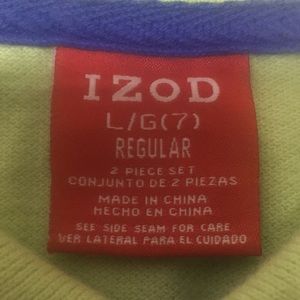 IZOD
L/G(7)
REGULAR
2 PIECE SET
CONJUNTO DE 2 PIEZAS
MADE IN CHINA
HECHO EN CHINA
SEE SIDE SEAM FOR CARE
VER LATERAL PARA EL CUIDADO